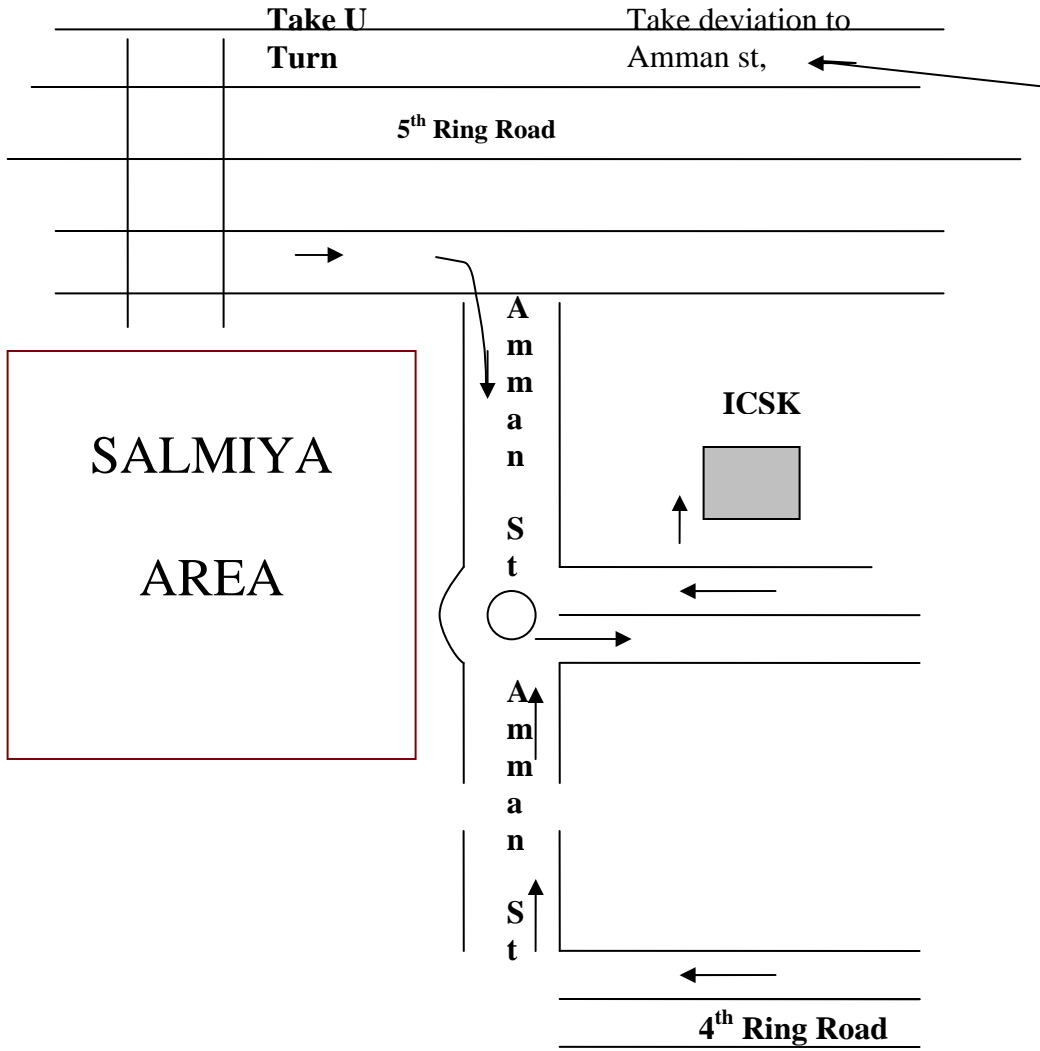 Take U
Turn
Take deviation to
Amman st,
5th Ring Road
Amman St
ICSK
SALMIYA
AREA
Amman St
4th Ring Road